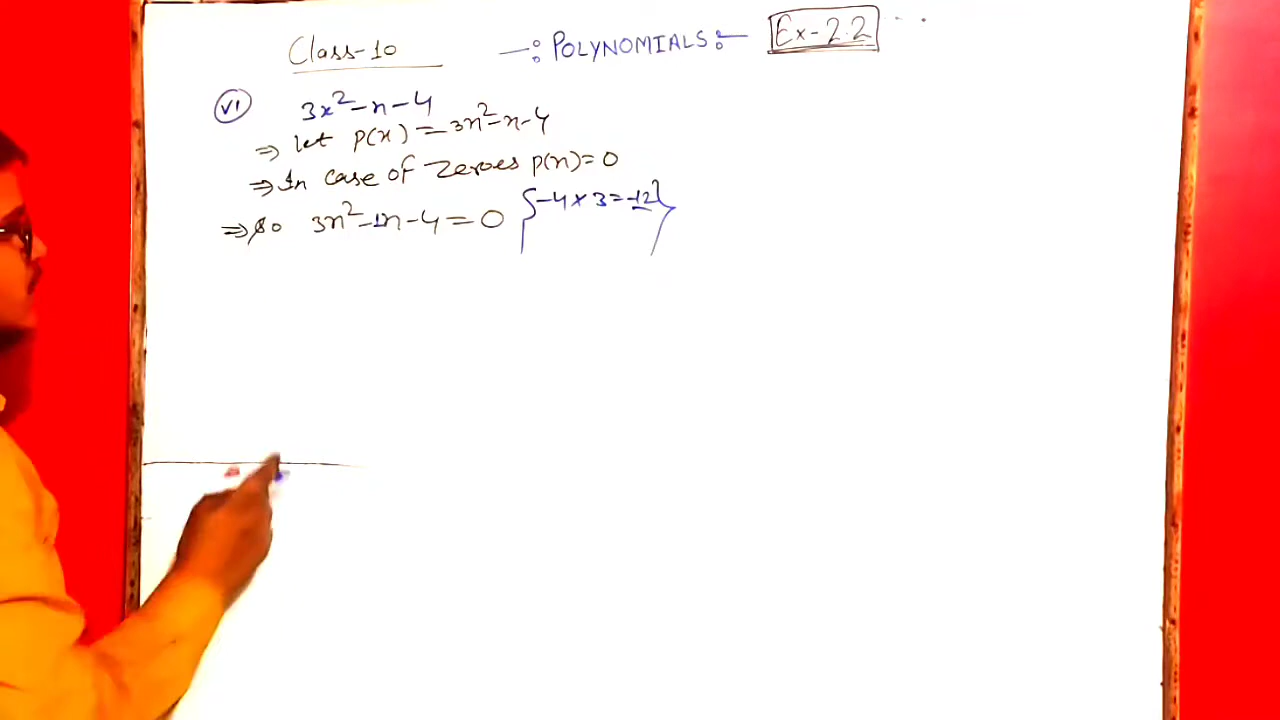 Class-10 —:POLYNOMIALS:— Ex-2.2
VI 3x²-x-4
⇒ let p(x) = 3x²-x-4
⇒ In case of Zeroes p(x)=0
⇒ So 3x²-1x-4=0 {-4×3=-12}